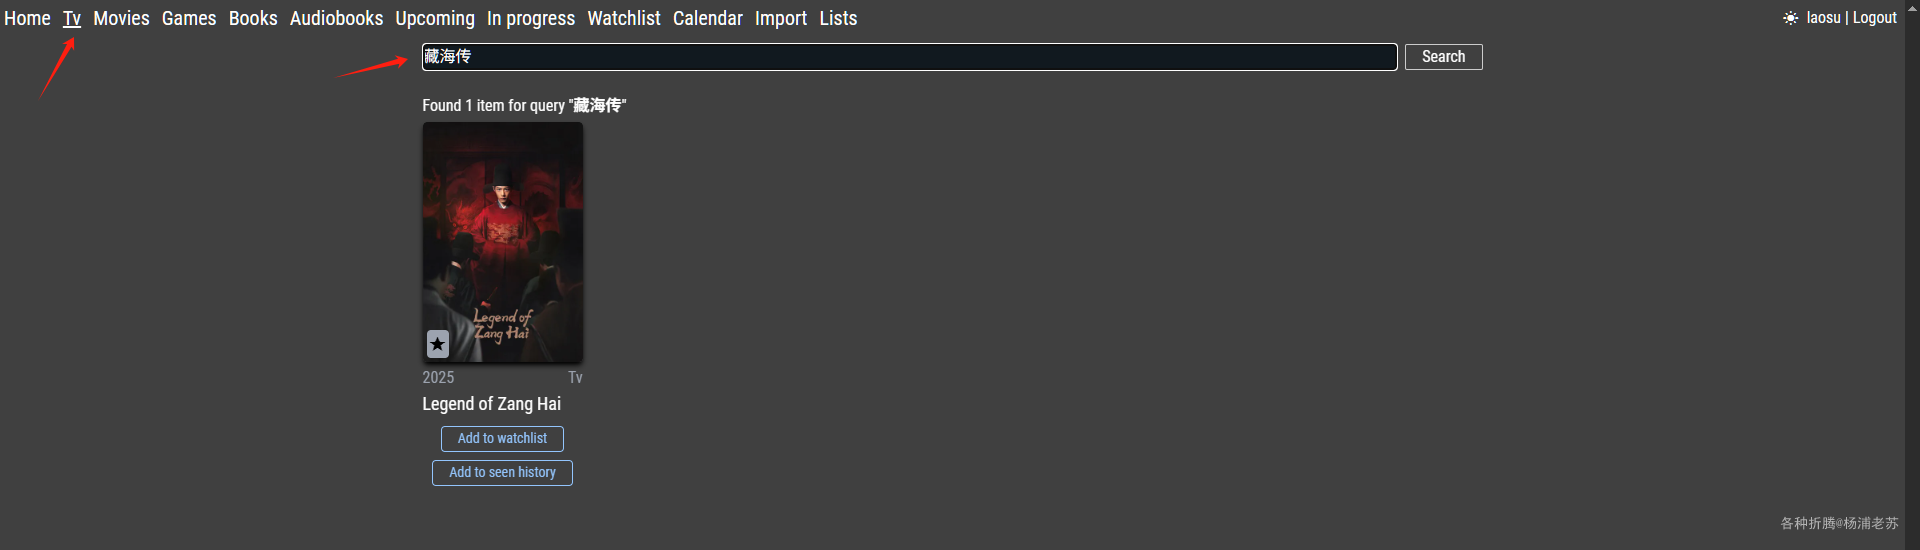 Home Tv Movies Games Books Audiobooks Upcoming In progress Watchlist Calendar Import Lists laosu | Logout
藏海传 Search
Found 1 item for query "藏海传"
Legend of
Zang Hai
2025 Tv
Legend of Zang Hai
Add to watchlist
Add to seen history
各种折腾@杨浦老苏